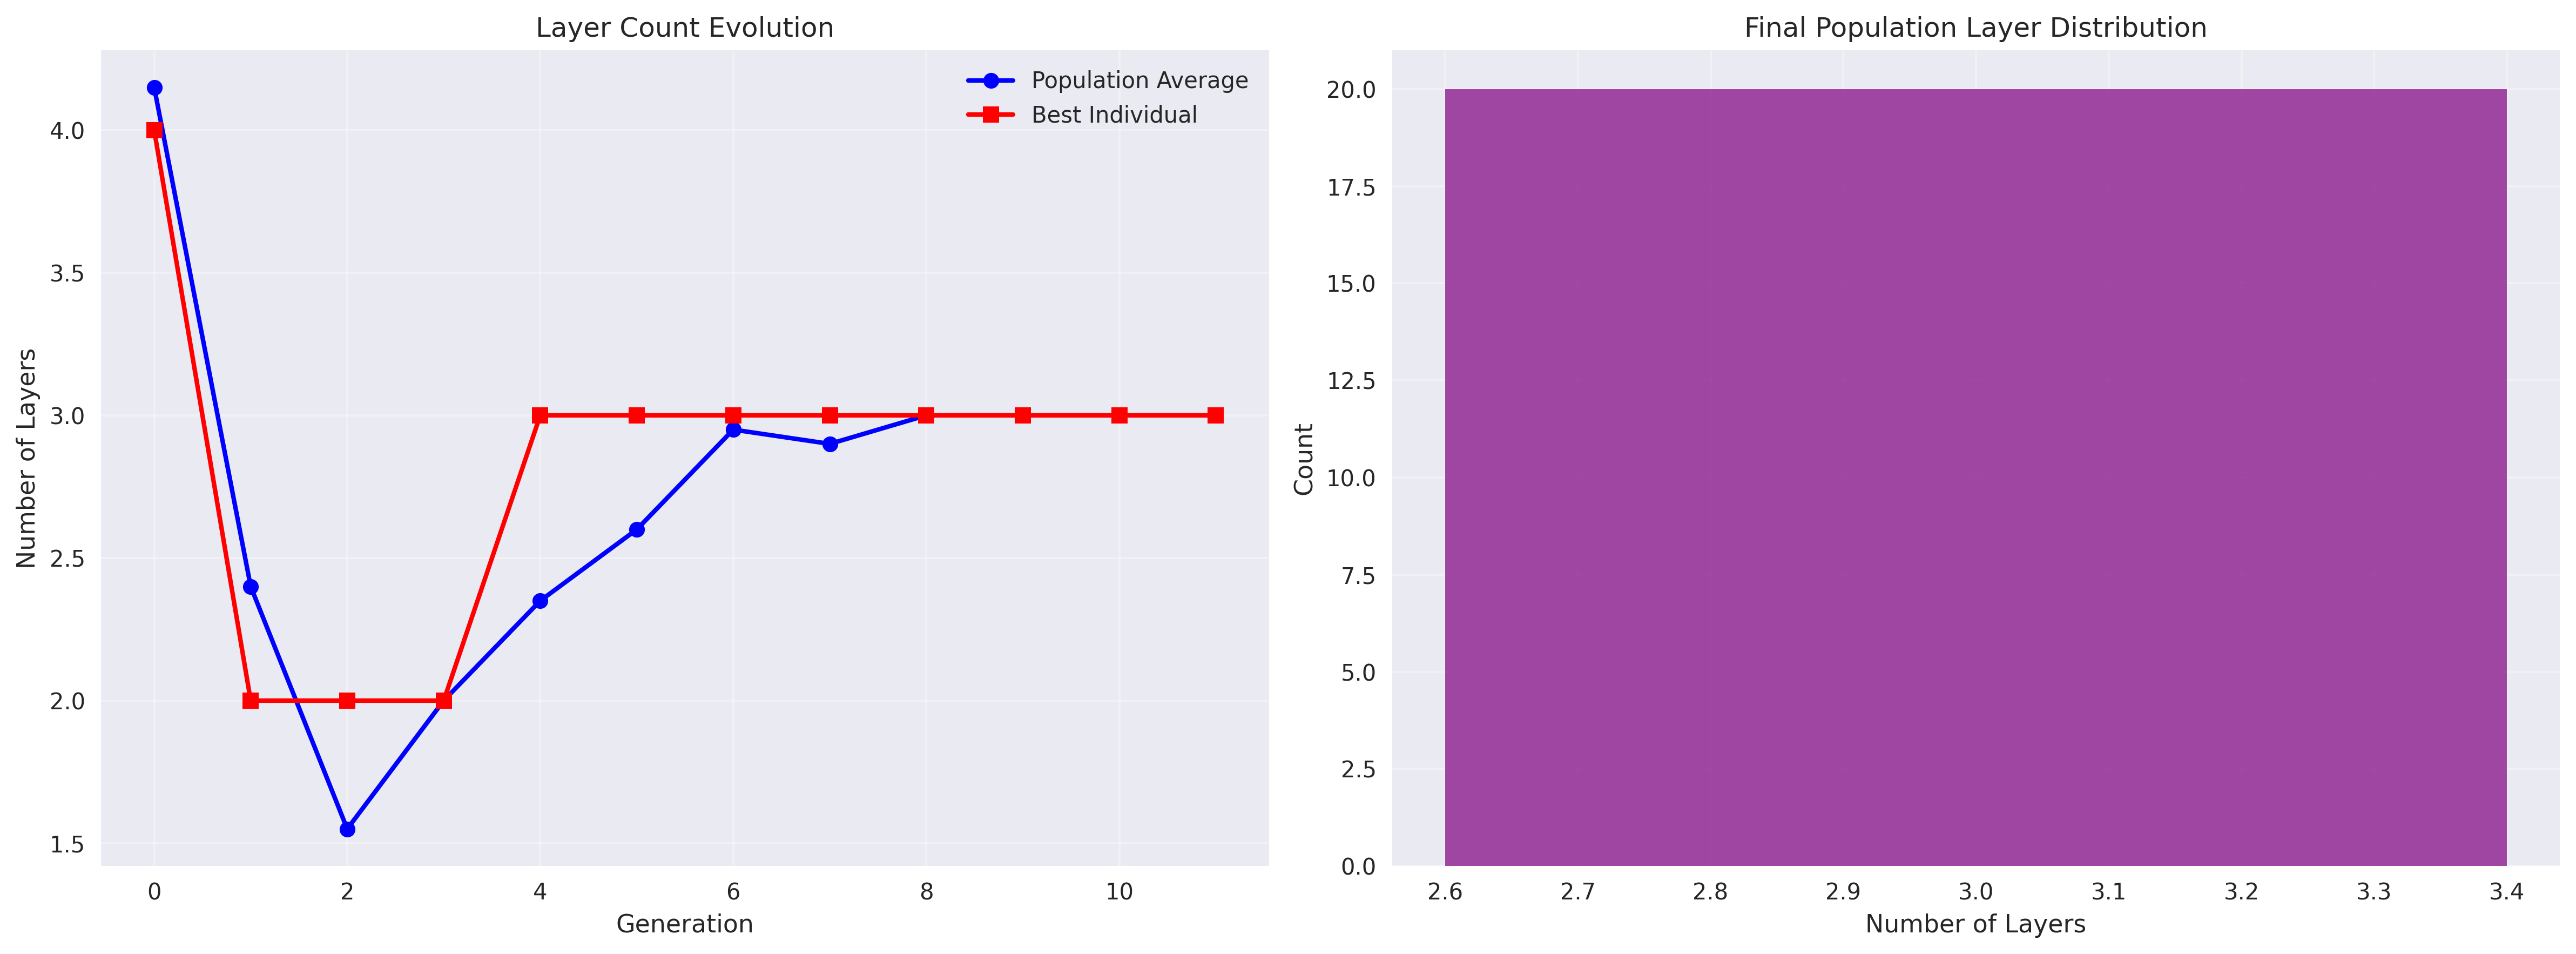 Layer Count Evolution
Population Average
Best Individual
4.0
3.5
3.0
2.5
2.0
1.5
Number of Layers
0 2 4 6 8 10
Generation
Final Population Layer Distribution
20.0
17.5
15.0
12.5
10.0
7.5
5.0
2.5
0.0
Count
2.6 2.7 2.8 2.9 3.0 3.1 3.2 3.3 3.4
Number of Layers